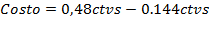 Costo = 0,48ctvs − 0.144ctvs